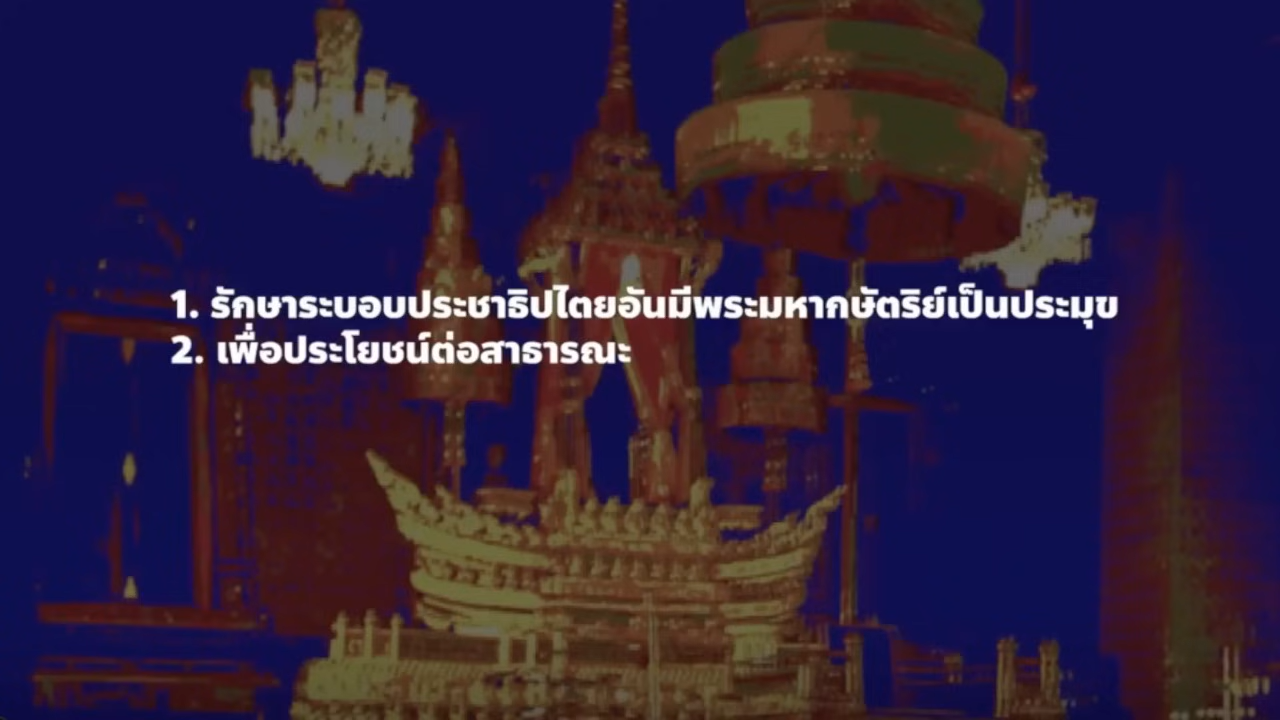 1. รักษาระบอบประชาธิปไตยอันมีพระมหากษัตริย์เป็นประมุข
2. เพื่อประโยชน์ต่อสาธารณะ